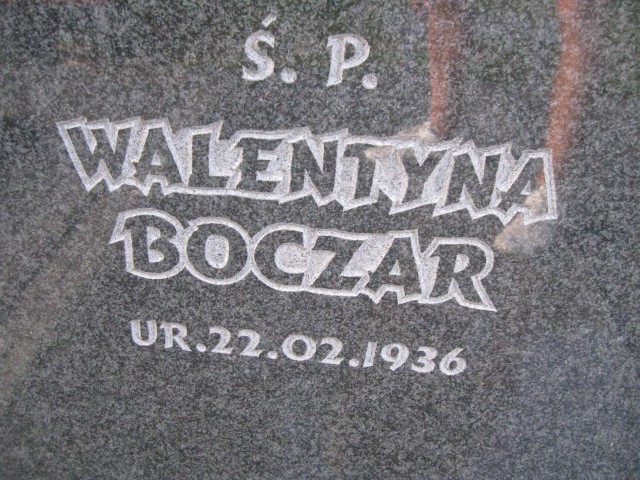 Ś. P.
WALENTYNA
BOCZAR
UR.22.02.1936